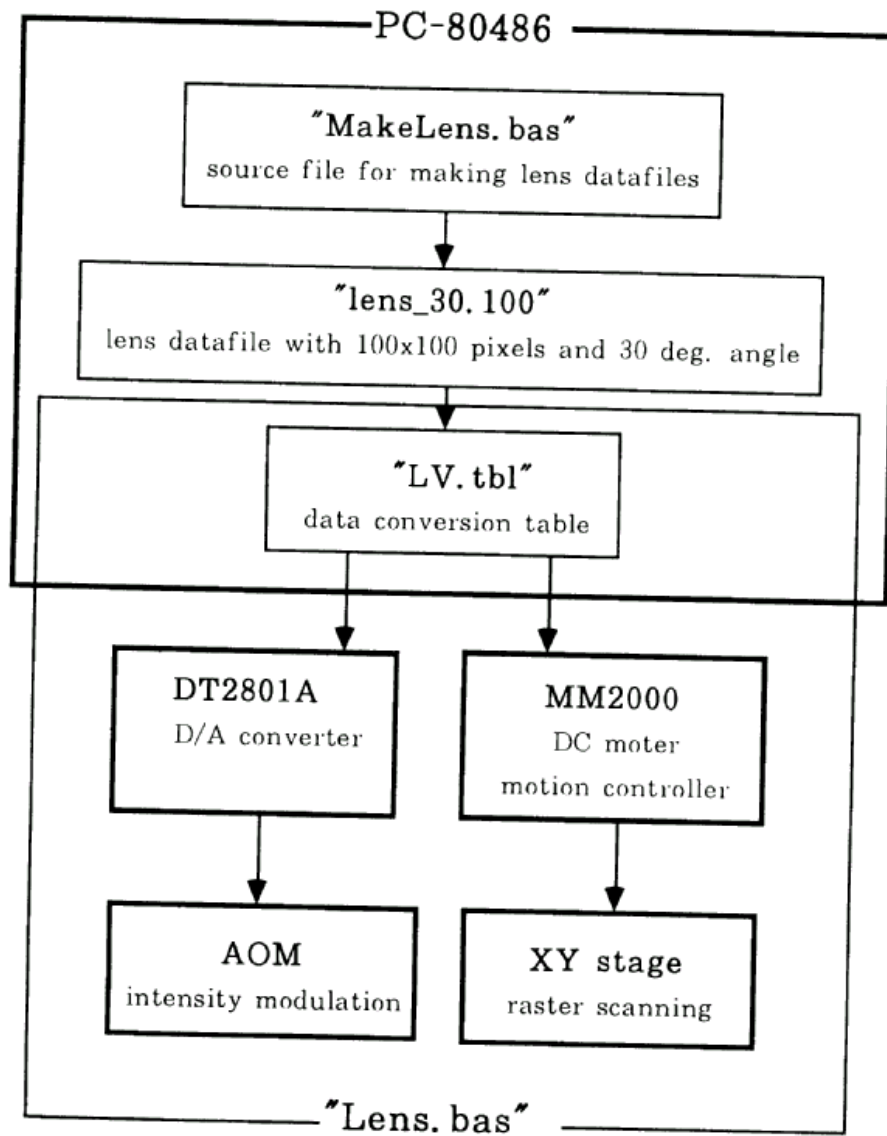 PC-80486
"MakeLens.bas"
source file for making lens datafiles
"lens_30.100"
lens datafile with 100x100 pixels and 30 deg. angle
"LV.tbl"
data conversion table
DT2801A
D/A converter
MM2000
DC moter
motion controller
AOM
intensity modulation
XY stage
raster scanning
"Lens.bas"